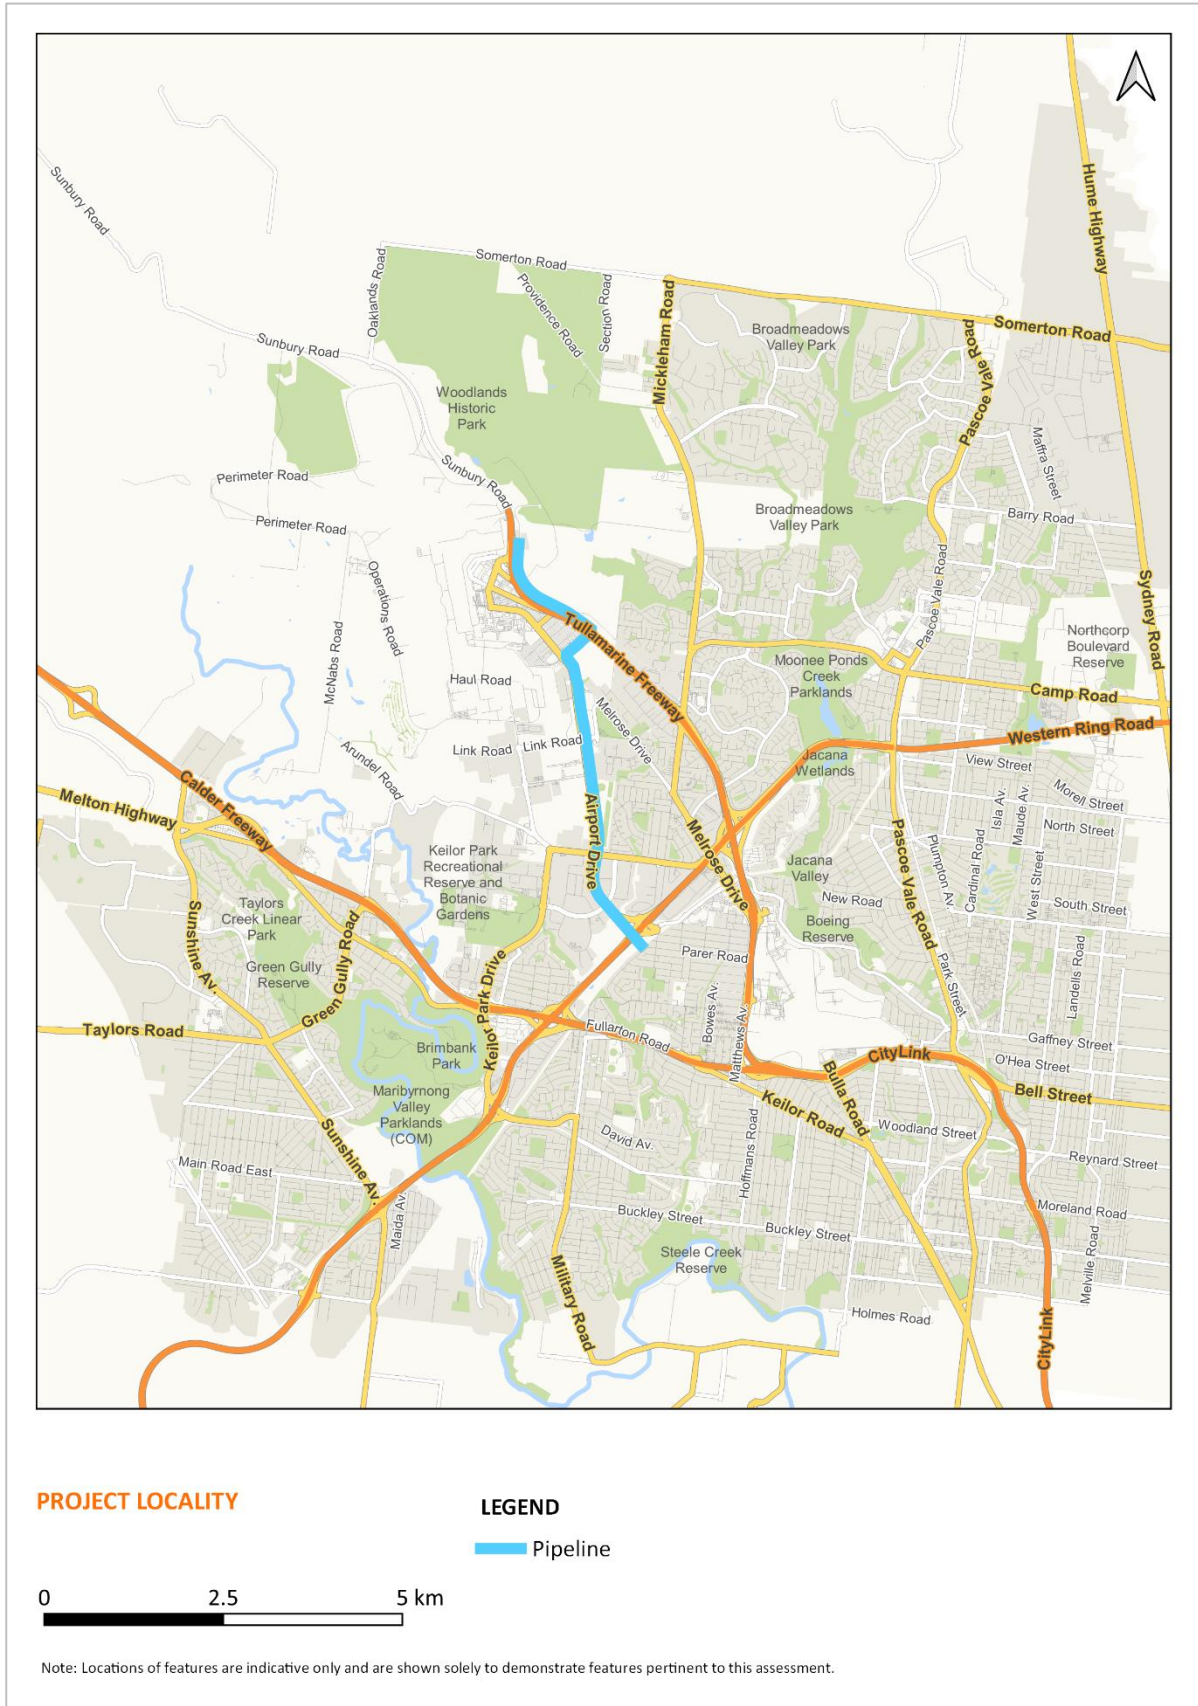 Hume Highway
Sunbury Road
Somerton Road
Oaklands Road
Providence Road
Section Road
Mickleham Road
Somerton Road
Broadmeadows
Valley Park
Pascoe Vale Road
Sunbury Road
Woodlands
Historic
Park
Maffra Street
Sunbury Road
Perimeter Road
Broadmeadows
Valley Park
Barry Road
Perimeter Road
Operations Road
Pascoe Vale Road
Sydney Road
McNabs Road
Tullamarine Freeway
Northcorp
Boulevard
Reserve
Moonee Ponds
Creek
Parklands
Haul Road
Camp Road
Melrose Drive
Western Ring Road
Link Road
Link Road
Arundel Road
Jacana
Wetlands
View Street
Calder Freeway
Melton Highway
Airport Drive
Isla Av.
Maude Av.
Morell Street
North Street
Melrose Drive
Pascoe Vale Road
Plumpton Av.
Cardinal Road
West Street
Keilor Park
Recreational
Reserve and
Botanic
Gardens
Jacana
Valley
New Road
South Street
Taylors
Creek Linear
Park
Sunshine Av.
Green Gully Road
Boeing
Reserve
Parer Road
Landells Road
Green Gully
Reserve
Keilor Park Drive
Park Street
Bowes Av.
Matthews Av.
Taylors Road
Fullarton Road
Gaffney Street
Brimbank
Park
CityLink
O'Hea Street
Bulla Road
Bell Street
Maribyrnong
Valley
Parklands
(COM)
Keilor Road
Woodland Street
David Av.
Hoffmans Road
Reynard Street
Sunshine Av.
Main Road East
Maida Av.
Buckley Street
Buckley Street
Moreland Road
Melville Road
Steele Creek
Reserve
Military Road
Holmes Road
CityLink
PROJECT LOCALITY
LEGEND
Pipeline
0 2.5 5 km
Note: Locations of features are indicative only and are shown solely to demonstrate features pertinent to this assessment.